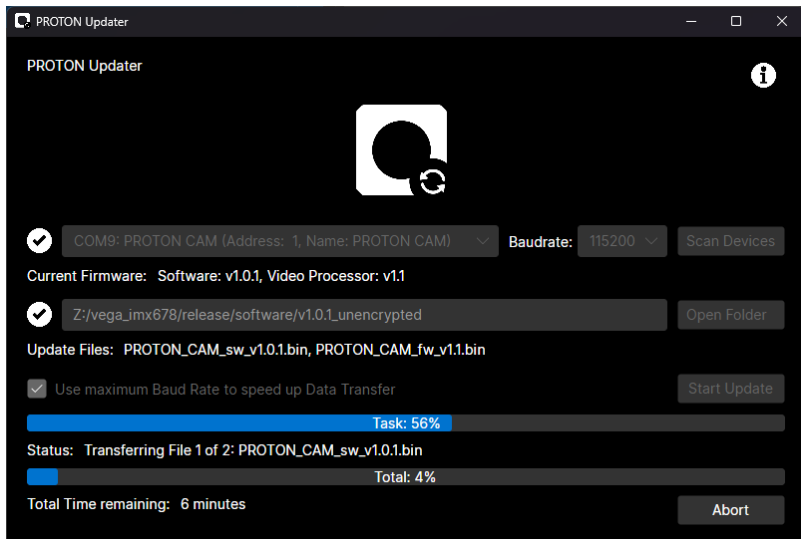 PROTON Updater
PROTON Updater
COM9: PROTON CAM (Address:  1, Name: PROTON CAM) Baudrate: 115200 Scan Devices
Current Firmware:   Software: v1.0.1, Video Processor: v1.1
Z:/vega_imx678/release/software/v1.0.1_unencrypted Open Folder
Update Files:  PROTON_CAM_sw_v1.0.1.bin, PROTON_CAM_fw_v1.1.bin
Use maximum Baud Rate to speed up Data Transfer Start Update
Task: 56%
Status:  Transferring File 1 of 2: PROTON_CAM_sw_v1.0.1.bin
Total: 4%
Total Time remaining:  6 minutes Abort